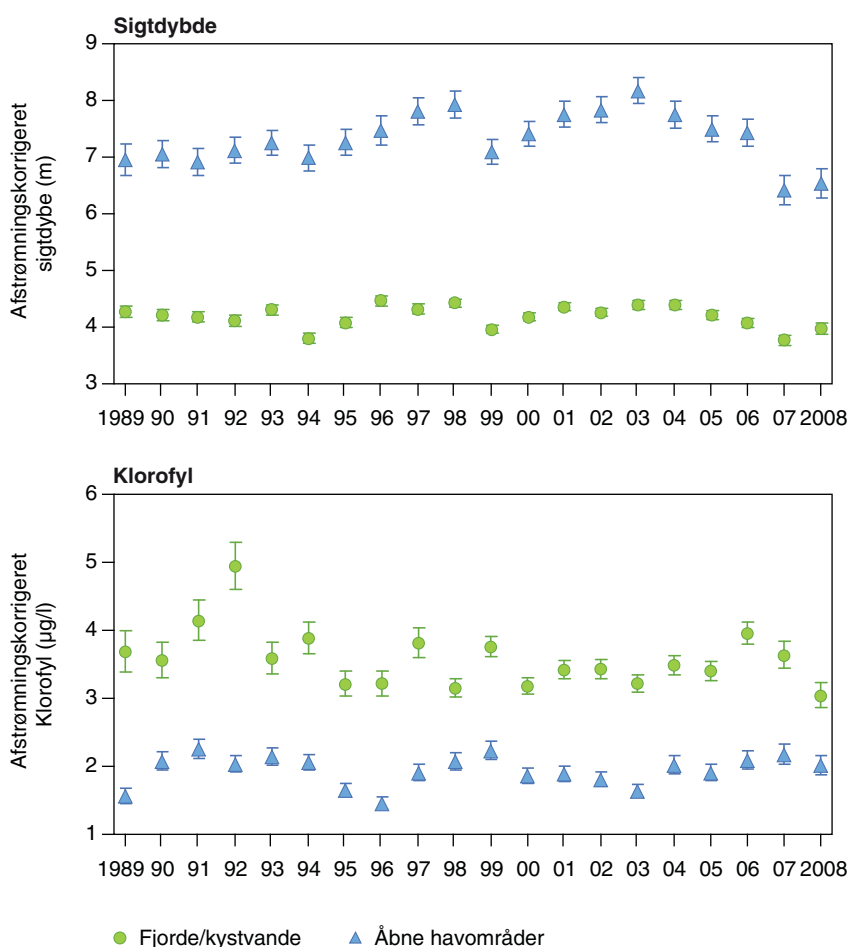 Sigtdybde
Afstrømningskorrigeret
sigtdybe (m)
9
8
7
6
5
4
3
1989 90 91 92 93 94 95 96 97 98 99 00 01 02 03 04 05 06 07 2008
Klorofyl
Afstrømningskorrigeret
Klorofyl (µg/l)
6
5
4
3
2
1
1989 90 91 92 93 94 95 96 97 98 99 00 01 02 03 04 05 06 07 2008
Fjorde/kystvande Åbne havområder